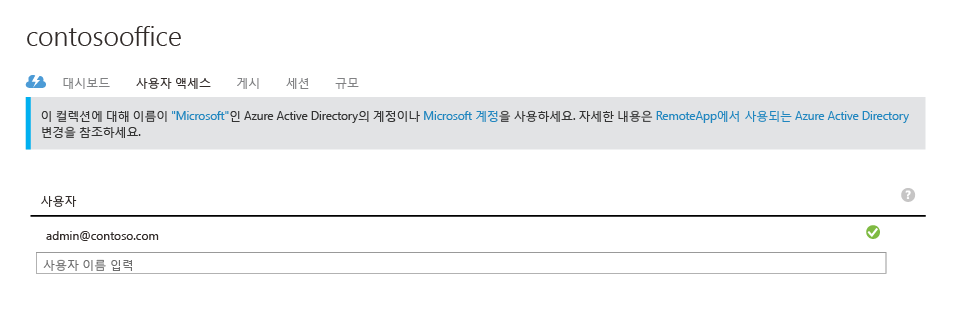 contosooffice
대시보드 사용자 액세스 게시 세션 규모
이 컬렉션에 대해 이름이 "Microsoft"인 Azure Active Directory의 계정이나 Microsoft 계정을 사용하세요. 자세한 내용은 RemoteApp에서 사용되는 Azure Active Directory
변경을 참조하세요.
사용자 ?
admin@contoso.com
사용자 이름 입력